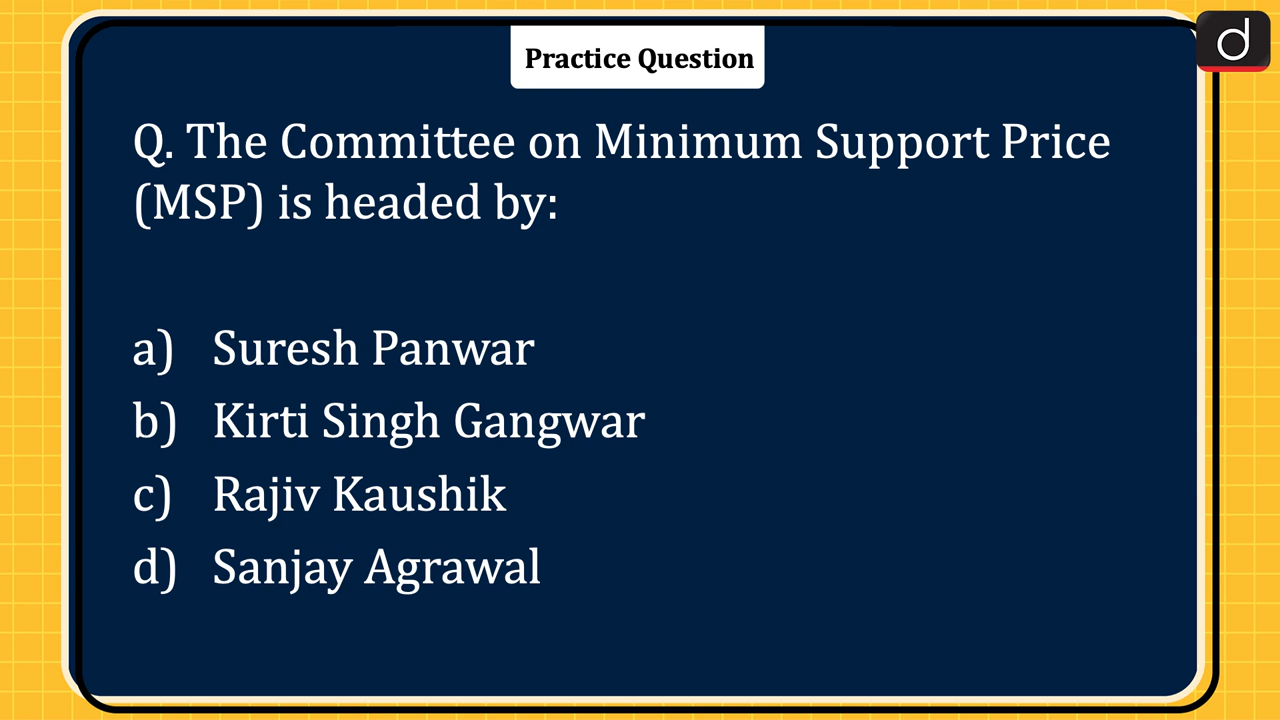 Practice Question
d
Q. The Committee on Minimum Support Price
(MSP) is headed by:
a) Suresh Panwar
b) Kirti Singh Gangwar
c) Rajiv Kaushik
d) Sanjay Agrawal